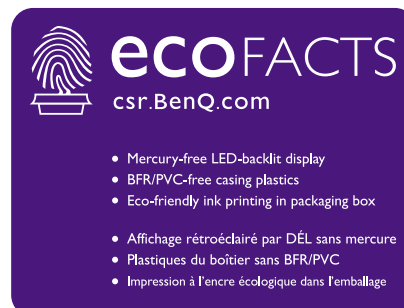 ecoFACTS
csr.BenQ.com
• Mercury-free LED-backlit display
• BFR/PVC-free casing plastics
• Eco-friendly ink printing in packaging box
• Affichage rétroéclairé par DÉL sans mercure
• Plastiques du boîtier sans BFR/PVC
• Impression à l'encre écologique dans l'emballage